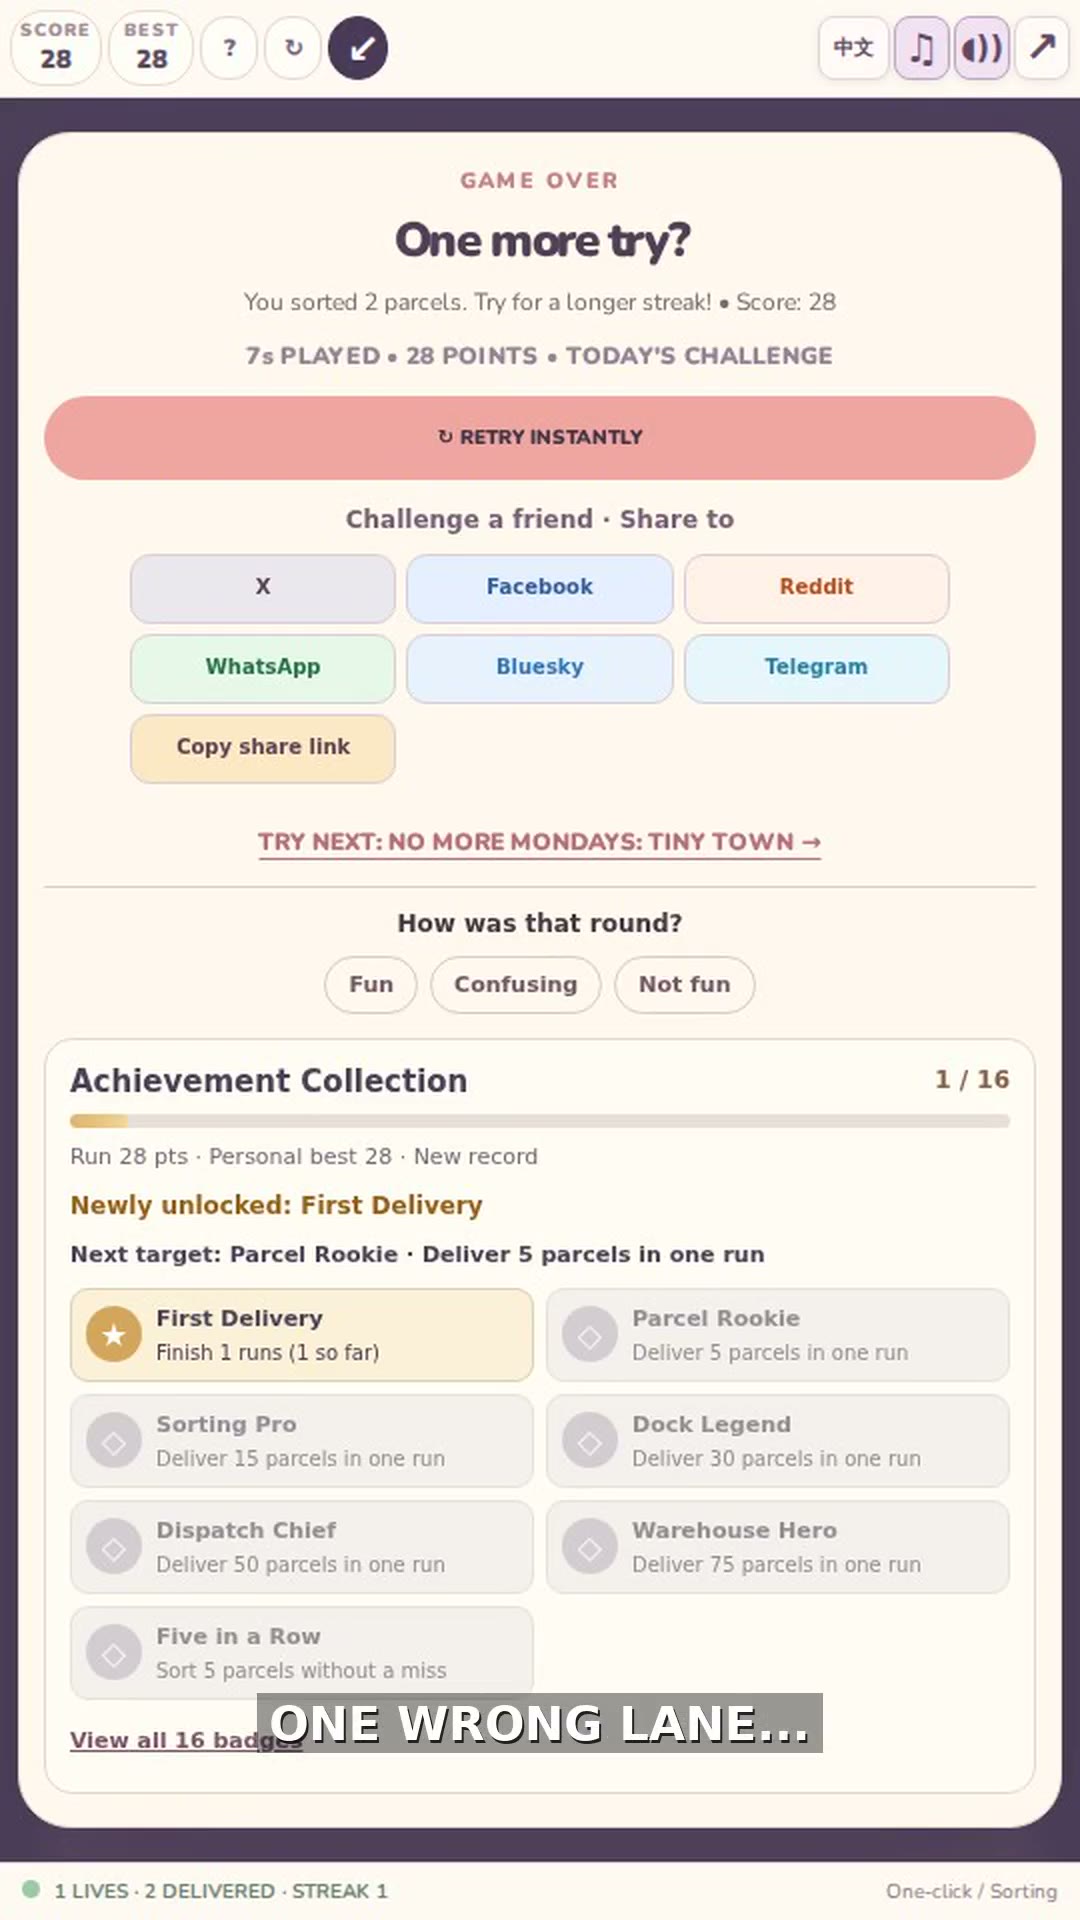 SCORE
28
BEST
28
?
↻
↙
中文
♫
↗
GAME OVER
One more try?
You sorted 2 parcels. Try for a longer streak! • Score: 28
7s PLAYED • 28 POINTS • TODAY'S CHALLENGE
↻ RETRY INSTANTLY
Challenge a friend · Share to
X
Facebook
Reddit
WhatsApp
Bluesky
Telegram
Copy share link
TRY NEXT: NO MORE MONDAYS: TINY TOWN →
How was that round?
Fun
Confusing
Not fun
Achievement Collection
1 / 16
Run 28 pts · Personal best 28 · New record
Newly unlocked: First Delivery
Next target: Parcel Rookie · Deliver 5 parcels in one run
First Delivery
Finish 1 runs (1 so far)
Parcel Rookie
Deliver 5 parcels in one run
Sorting Pro
Deliver 15 parcels in one run
Dock Legend
Deliver 30 parcels in one run
Dispatch Chief
Deliver 50 parcels in one run
Warehouse Hero
Deliver 75 parcels in one run
Five in a Row
Sort 5 parcels without a miss
ONE WRONG LANE...
View all 16 badges
1 LIVES · 2 DELIVERED · STREAK 1
One-click / Sorting